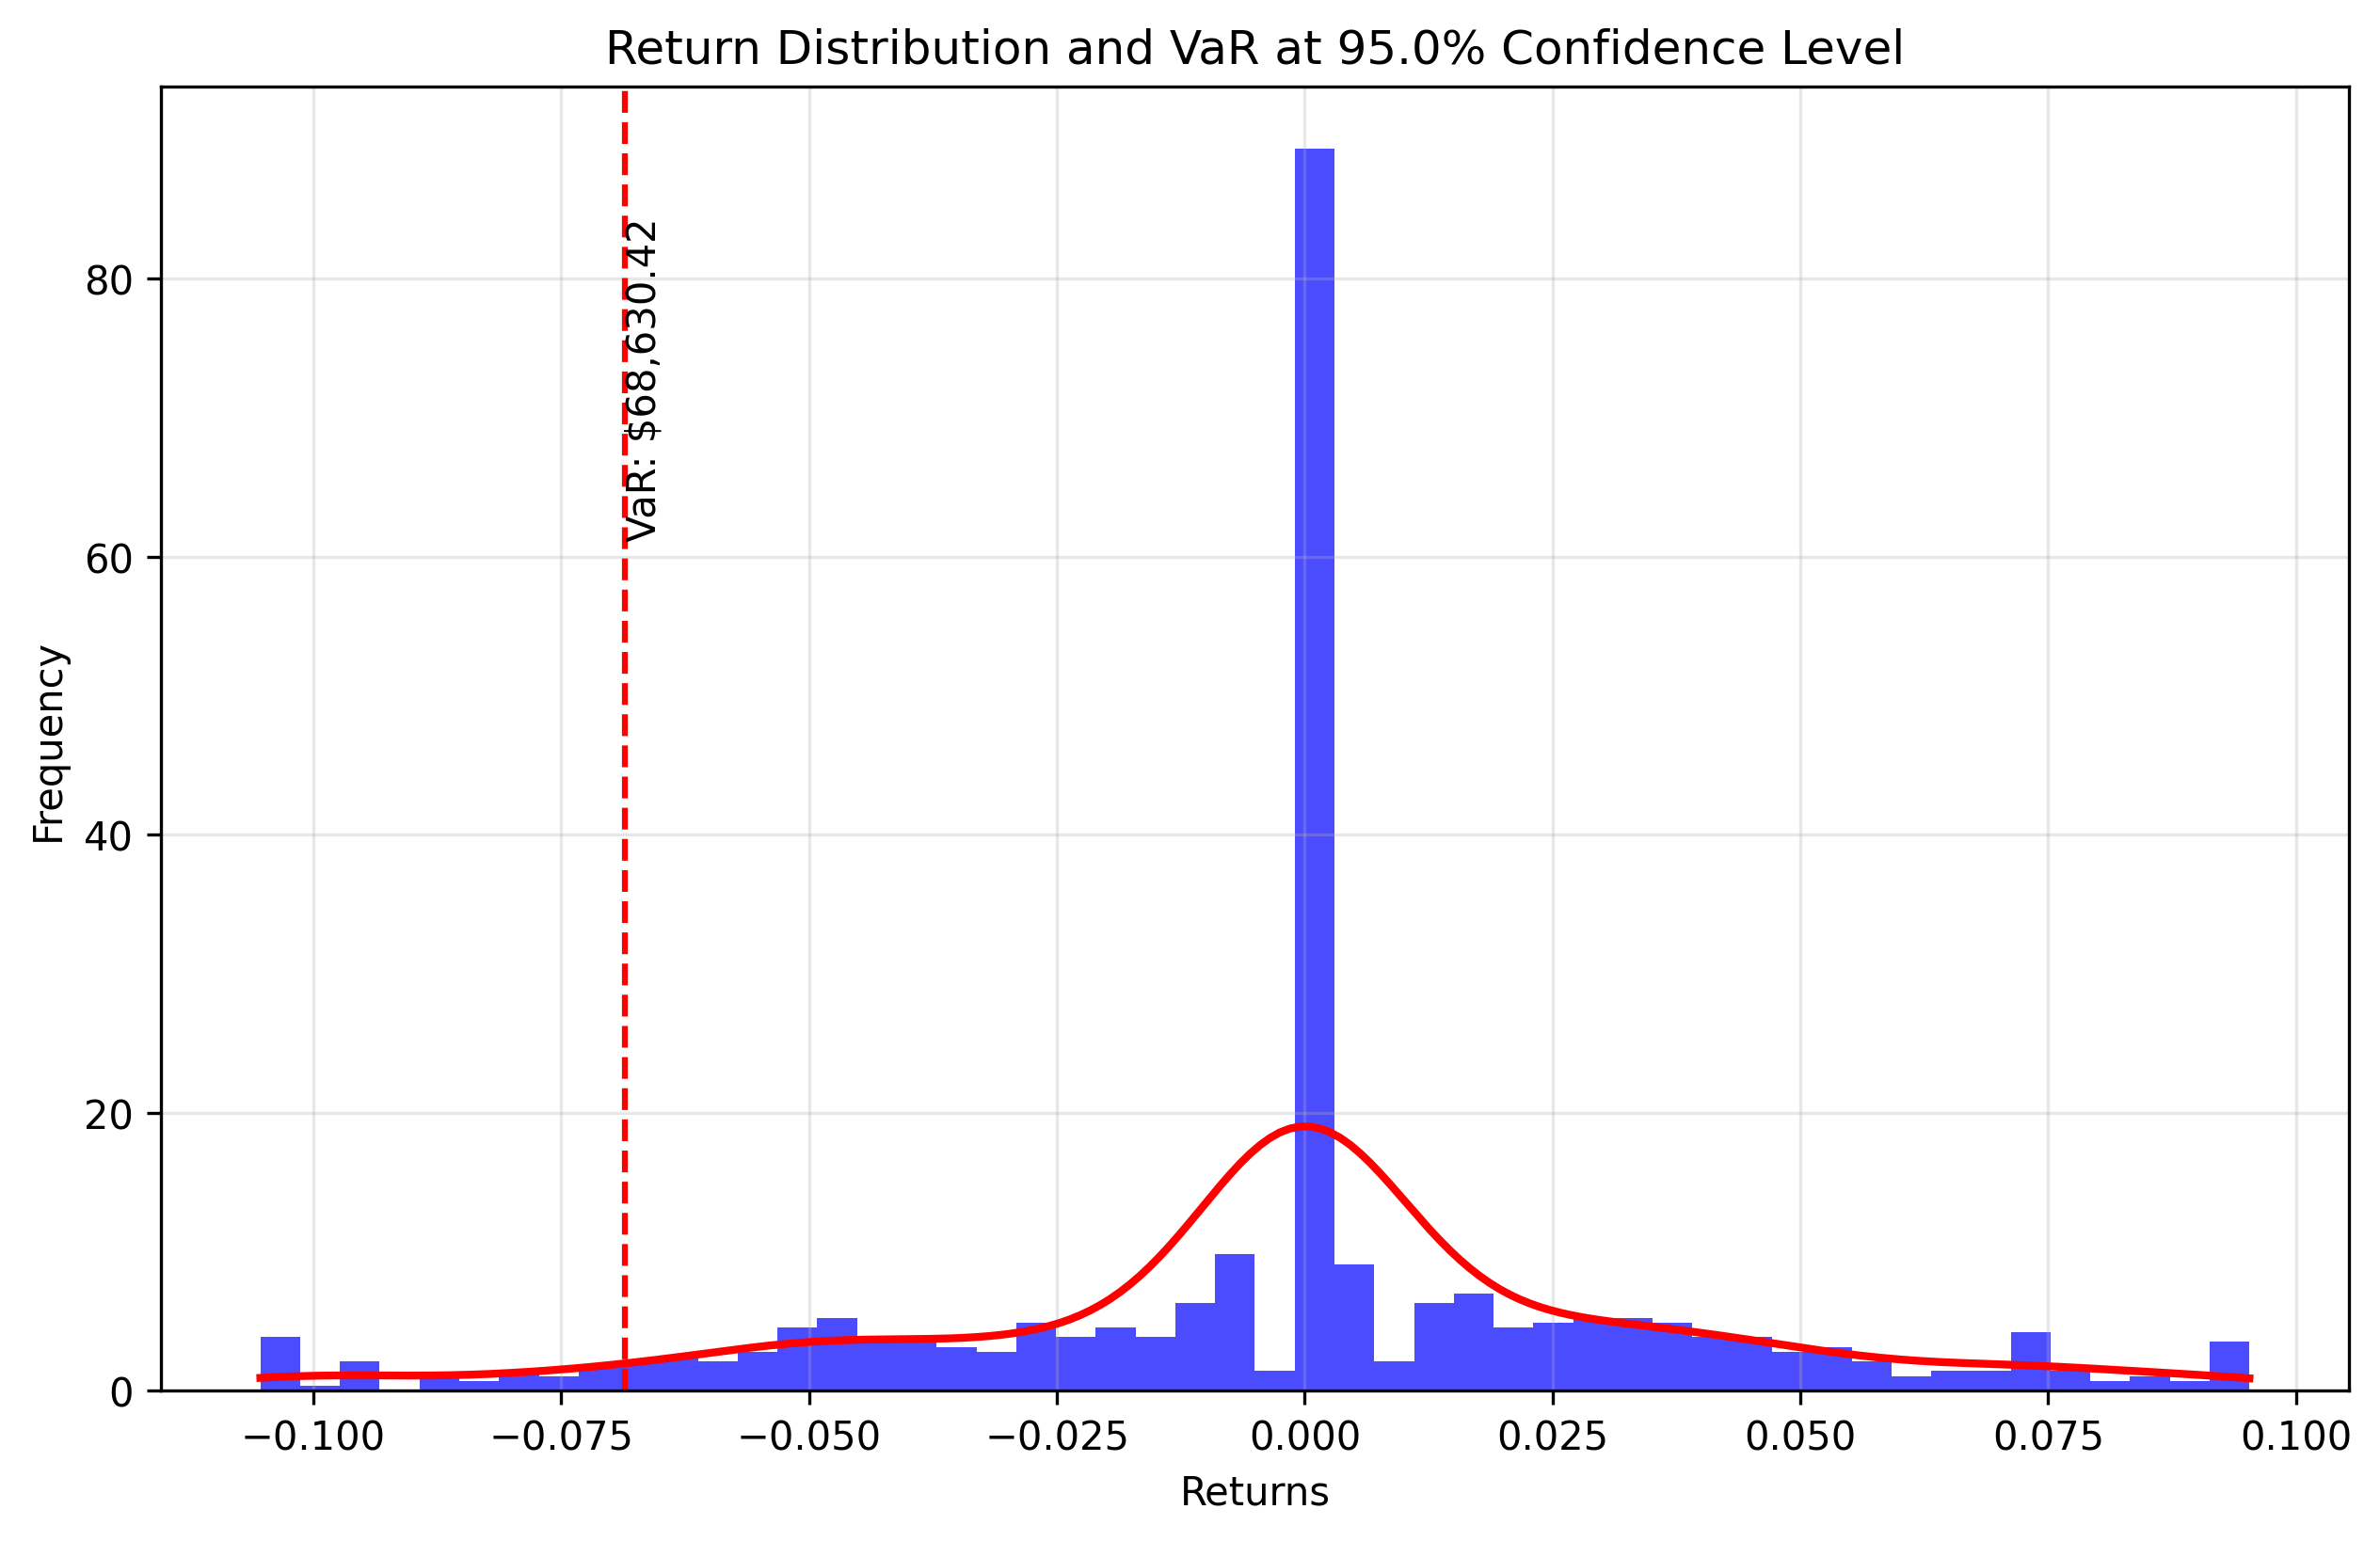 Return Distribution and VaR at 95.0% Confidence Level
Frequency
80
60
40
20
0
VaR: $68,630.42
−0.100 −0.075 −0.050 −0.025 0.000 0.025 0.050 0.075 0.100
Returns